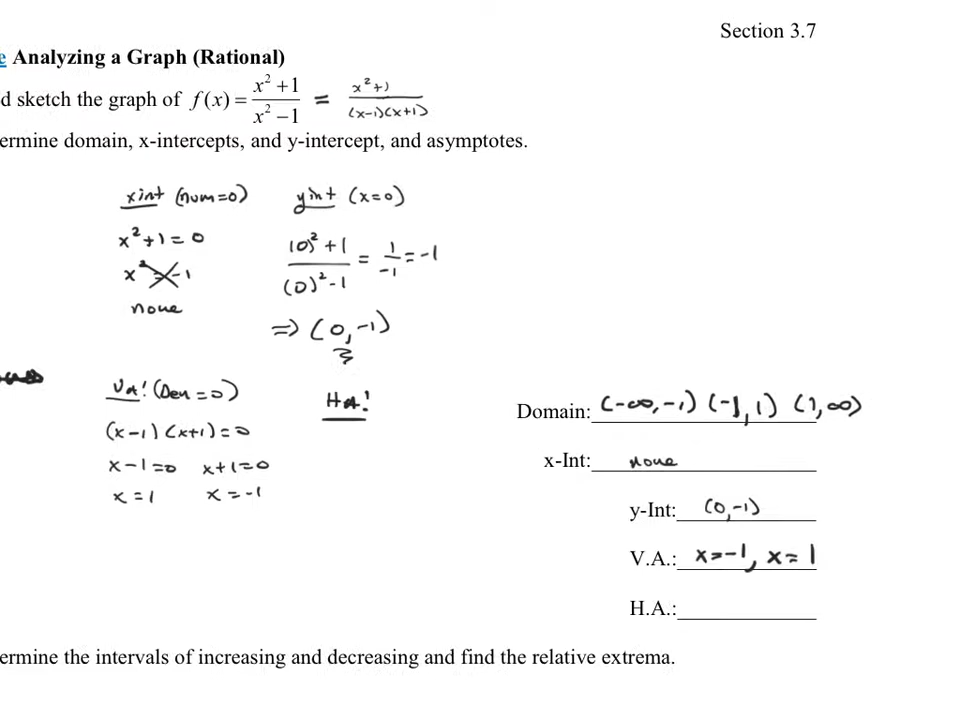 Section 3.7
e Analyzing a Graph (Rational)
d sketch the graph of f(x) = (x² + 1)/(x² − 1) = (x²+1)/((x-1)(x+1))
ermine domain, x-intercepts, and y-intercept, and asymptotes.
xint (num=0)
x²+1=0
x²=-1
none
yint (x=0)
((0)²+1)/((0)²-1) = 1/-1 = -1
⇒ (0,-1)
VA: (Den=0)
(x-1)(x+1)=0
x-1=0 x+1=0
x=1 x=-1
HA:
Domain: (-∞,-1) (-1,1) (1,∞)
x-Int: none
y-Int: (0,-1)
V.A.: x=-1, x=1
H.A.:
ermine the intervals of increasing and decreasing and find the relative extrema.